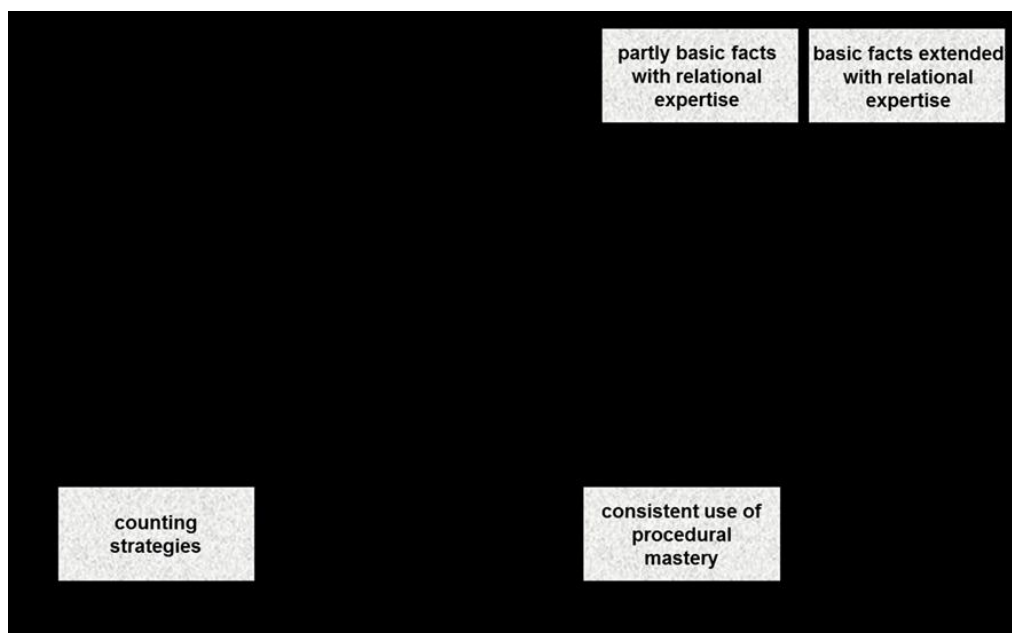 partly basic facts
with relational
expertise
basic facts extended
with relational
expertise
counting
strategies
consistent use of
procedural
mastery